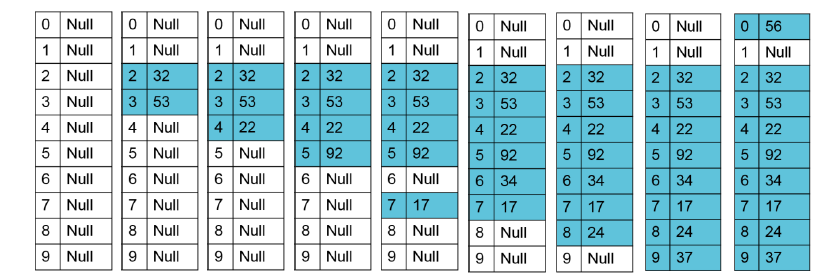 0 Null 0 Null 0 Null 0 Null 0 Null 0 Null 0 Null 0 Null 0 56
1 Null 1 Null 1 Null 1 Null 1 Null 1 Null 1 Null 1 Null 1 Null
2 Null 2 32 2 32 2 32 2 32 2 32 2 32 2 32 2 32
3 Null 3 53 3 53 3 53 3 53 3 53 3 53 3 53 3 53
4 Null 4 Null 4 22 4 22 4 22 4 22 4 22 4 22 4 22
5 Null 5 Null 5 Null 5 92 5 92 5 92 5 92 5 92 5 92
6 Null 6 Null 6 Null 6 Null 6 Null 6 34 6 34 6 34 6 34
7 Null 7 Null 7 Null 7 Null 7 17 7 17 7 17 7 17 7 17
8 Null 8 Null 8 Null 8 Null 8 Null 8 Null 8 24 8 24 8 24
9 Null 9 Null 9 Null 9 Null 9 Null 9 Null 9 Null 9 37 9 37